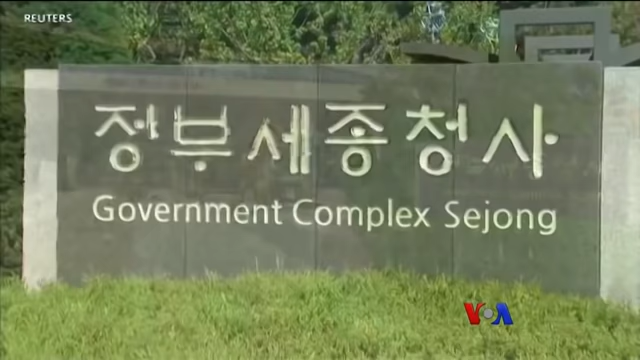 REUTERS
정부세종청사
Government Complex Sejong
VOA